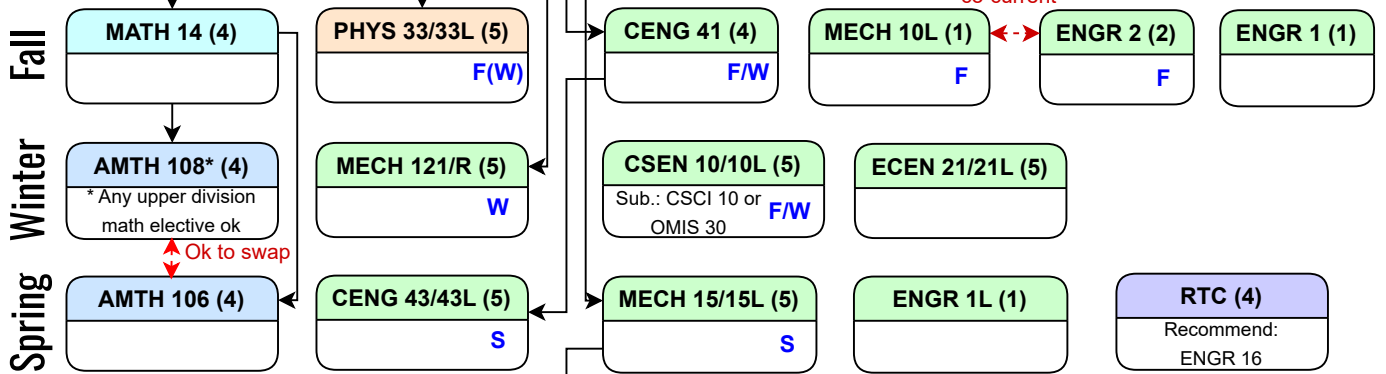 co-current
Fall
MATH 14 (4)
PHYS 33/33L (5)
F(W)
CENG 41 (4)
F/W
MECH 10L (1)
F
ENGR 2 (2)
F
ENGR 1 (1)
Winter
AMTH 108* (4)
* Any upper division
math elective ok
MECH 121/R (5)
W
CSEN 10/10L (5)
Sub.: CSCI 10 or
OMIS 30
F/W
ECEN 21/21L (5)
Ok to swap
Spring
AMTH 106 (4)
CENG 43/43L (5)
S
MECH 15/15L (5)
S
ENGR 1L (1)
RTC (4)
Recommend:
ENGR 16